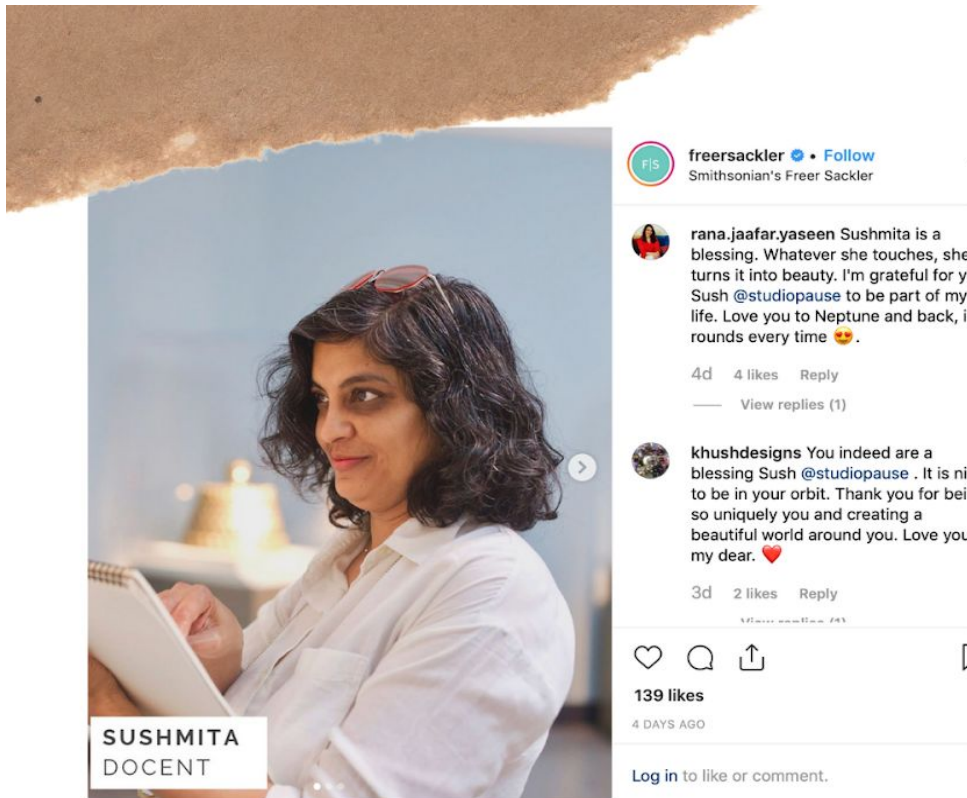 F|S
freersackler • Follow
Smithsonian's Freer Sackler
rana.jaafar.yaseen Sushmita is a
blessing. Whatever she touches, she
turns it into beauty. I'm grateful for y
Sush @studiopause to be part of my
life. Love you to Neptune and back, i
rounds every time 😍.
4d 4 likes Reply
View replies (1)
khushdesigns You indeed are a
blessing Sush @studiopause . It is ni
to be in your orbit. Thank you for bei
so uniquely you and creating a
beautiful world around you. Love you
my dear. ❤️
3d 2 likes Reply
View replies (1)
139 likes
4 DAYS AGO
Log in to like or comment.
SUSHMITA
DOCENT